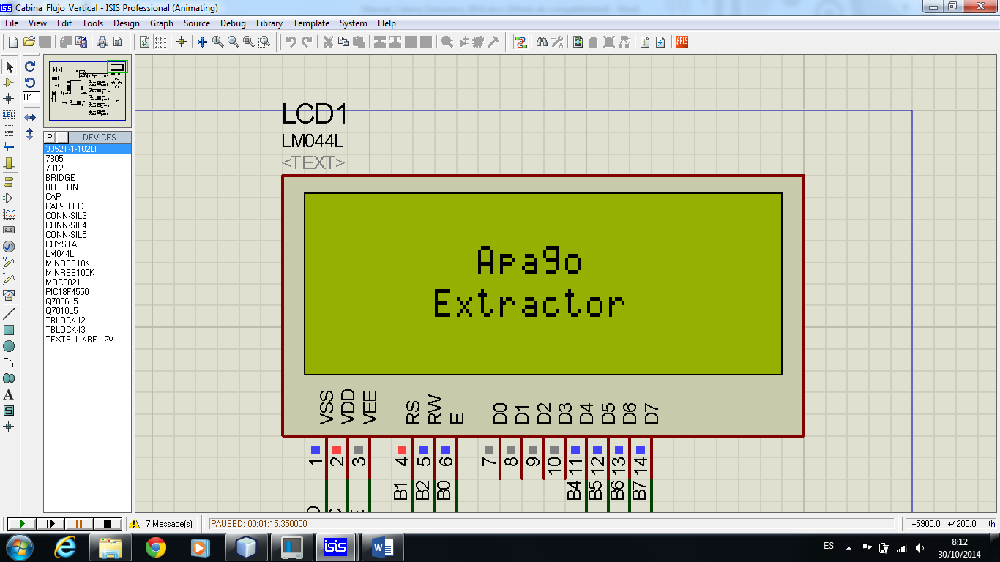 Cabina_Flujo_Vertical - ISIS Professional (Animating)
File View Edit Tools Design Graph Source Debug Library Template System Help
0°
LBL
P L DEVICES
3352T-1-102LF
7805
7812
BRIDGE
BUTTON
CAP
CAP-ELEC
CONN-SIL3
CONN-SIL4
CONN-SIL5
CRYSTAL
LM044L
MINRES10K
MINRES100K
MOC3021
PIC18F4550
Q7006L5
Q7010L5
TBLOCK-I2
TBLOCK-I3
TEXTELL-KBE-12V
LCD1
LM044L
<TEXT>
Apago
Extractor
VSS VDD VEE RS RW E D0 D1 D2 D3 D4 D5 D6 D7
1 2 3 4 5 6 7 8 9 10 11 12 13 14
B1 B2 B0 B4 B5 B6 B7
7 Message(s) PAUSED: 00:01:15.350000 +5900.0 +4200.0 th
isis ES 8:12
30/10/2014